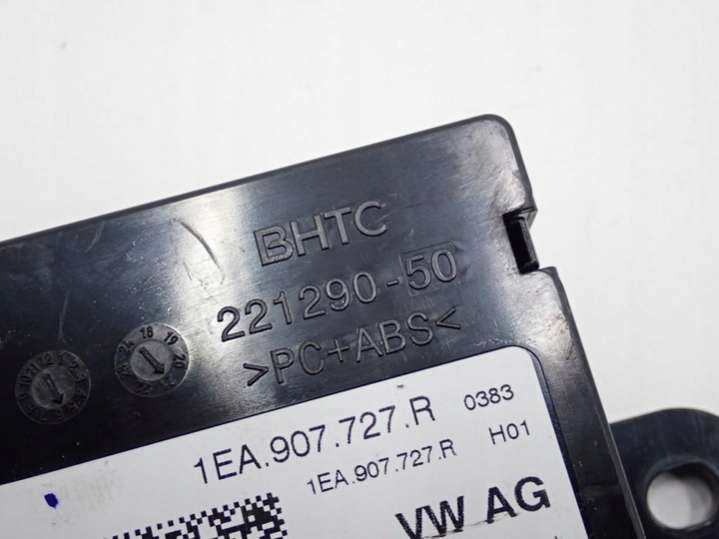 BHTC
221290-50
>PC+ABS<
1EA.907.727.R 0383
1EA.907.727.R H01
VW AG